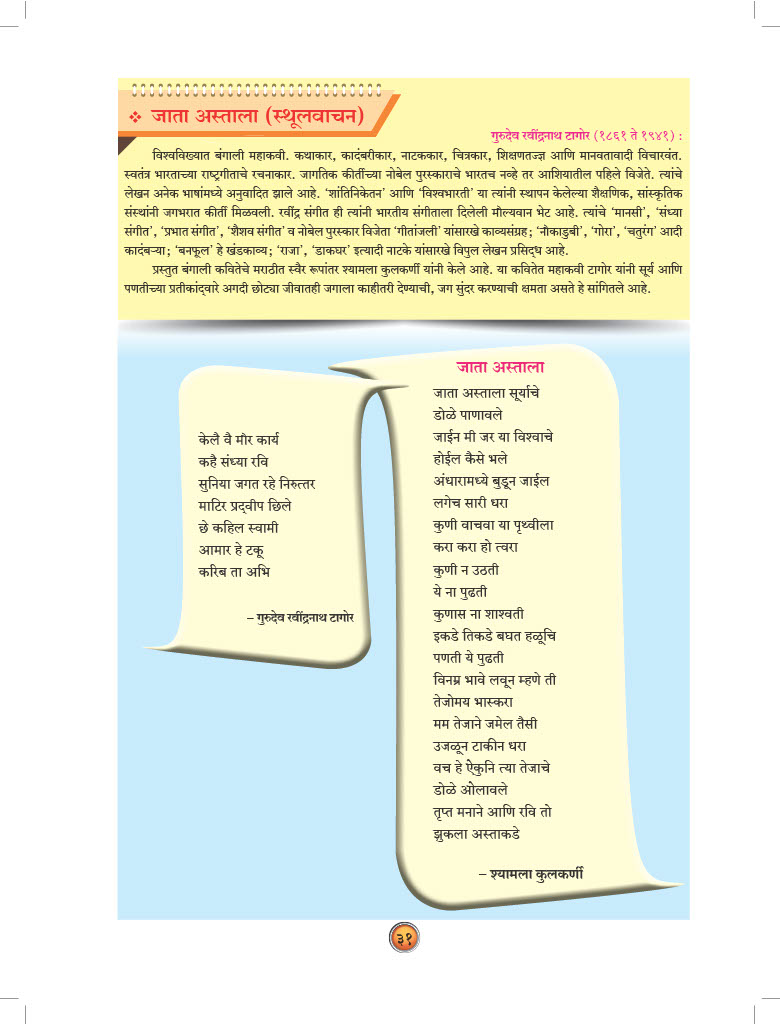 ❖ जाता अस्ताला (स्थूलवाचन)
गुरुदेव रवींद्रनाथ टागोर (१८६१ ते १९४१) :
विश्वविख्यात बंगाली महाकवी. कथाकार, कादंबरीकार, नाटककार, चित्रकार, शिक्षणतज्ज्ञ आणि मानवतावादी विचारवंत.
स्वतंत्र भारताच्या राष्ट्रगीताचे रचनाकार. जागतिक कीर्तीच्या नोबेल पुरस्काराचे भारतच नव्हे तर आशियातील पहिले विजेते. त्यांचे
लेखन अनेक भाषांमध्ये अनुवादित झाले आहे. ‘शांतिनिकेतन’ आणि ‘विश्वभारती’ या त्यांनी स्थापन केलेल्या शैक्षणिक, सांस्कृतिक
संस्थांनी जगभरात कीर्ती मिळवली. रवींद्र संगीत ही त्यांनी भारतीय संगीताला दिलेली मौल्यवान भेट आहे. त्यांचे ‘मानसी’, ‘संध्या
संगीत’, ‘प्रभात संगीत’, ‘शैशव संगीत’ व नोबेल पुरस्कार विजेता ‘गीतांजली’ यांसारखे काव्यसंग्रह; ‘नौकाडुबी’, ‘गोरा’, ‘चतुरंग’ आदी
कादंबऱ्या; ‘बनफूल’ हे खंडकाव्य; ‘राजा’, ‘डाकघर’ इत्यादी नाटके यांसारखे विपुल लेखन प्रसिद्ध आहे.
प्रस्तुत बंगाली कवितेचे मराठीत स्वैर रूपांतर श्यामला कुलकर्णी यांनी केले आहे. या कवितेत महाकवी टागोर यांनी सूर्य आणि
पणतीच्या प्रतीकांद्वारे अगदी छोट्या जीवातही जगाला काहीतरी देण्याची, जग सुंदर करण्याची क्षमता असते हे सांगितले आहे.
केलै वै मोर कार्य
कहै संध्या रवि
सुनिया जगत रहे निरुत्तर
माटिर प्रद्वीप छिले
छे कहिल स्वामी
आमार हे टकू
करिब ता अभि
– गुरुदेव रवींद्रनाथ टागोर
जाता अस्ताला
जाता अस्ताला सूर्याचे
डोळे पाणावले
जाईन मी जर या विश्वाचे
होईल कैसे भले
अंधारामध्ये बुडून जाईल
लगेच सारी धरा
कुणी वाचवा या पृथ्वीला
करा करा हो त्वरा
कुणी न उठती
ये ना पुढती
कुणास ना शाश्वती
इकडे तिकडे बघत हळूचि
पणती ये पुढती
विनम्र भावे लवून म्हणे ती
तेजोमय भास्करा
मम तेजाने जमेल तैसी
उजळून टाकीन धरा
वच हे ऐकुनि त्या तेजाचे
डोळे ओलावले
तृप्त मनाने आणि रवि तो
झुकला अस्ताकडे
– श्यामला कुलकर्णी
३१